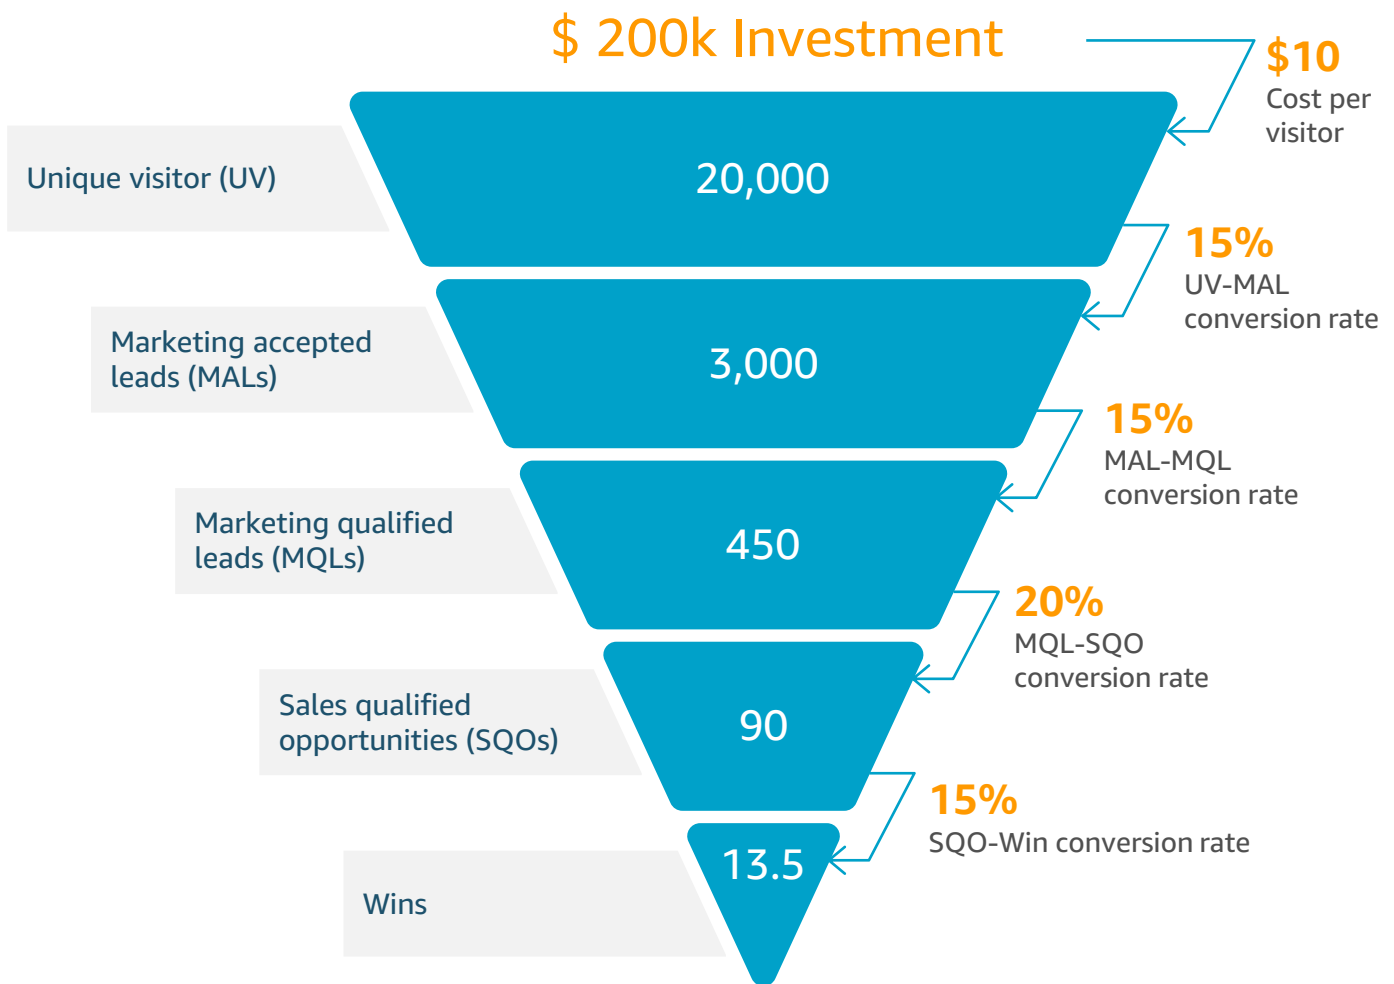 $ 200k Investment
$10
Cost per
visitor
Unique visitor (UV)
20,000
15%
UV-MAL
conversion rate
Marketing accepted
leads (MALs)
3,000
15%
MAL-MQL
conversion rate
Marketing qualified
leads (MQLs)
450
20%
MQL-SQO
conversion rate
Sales qualified
opportunities (SQOs)
90
15%
SQO-Win conversion rate
13.5
Wins